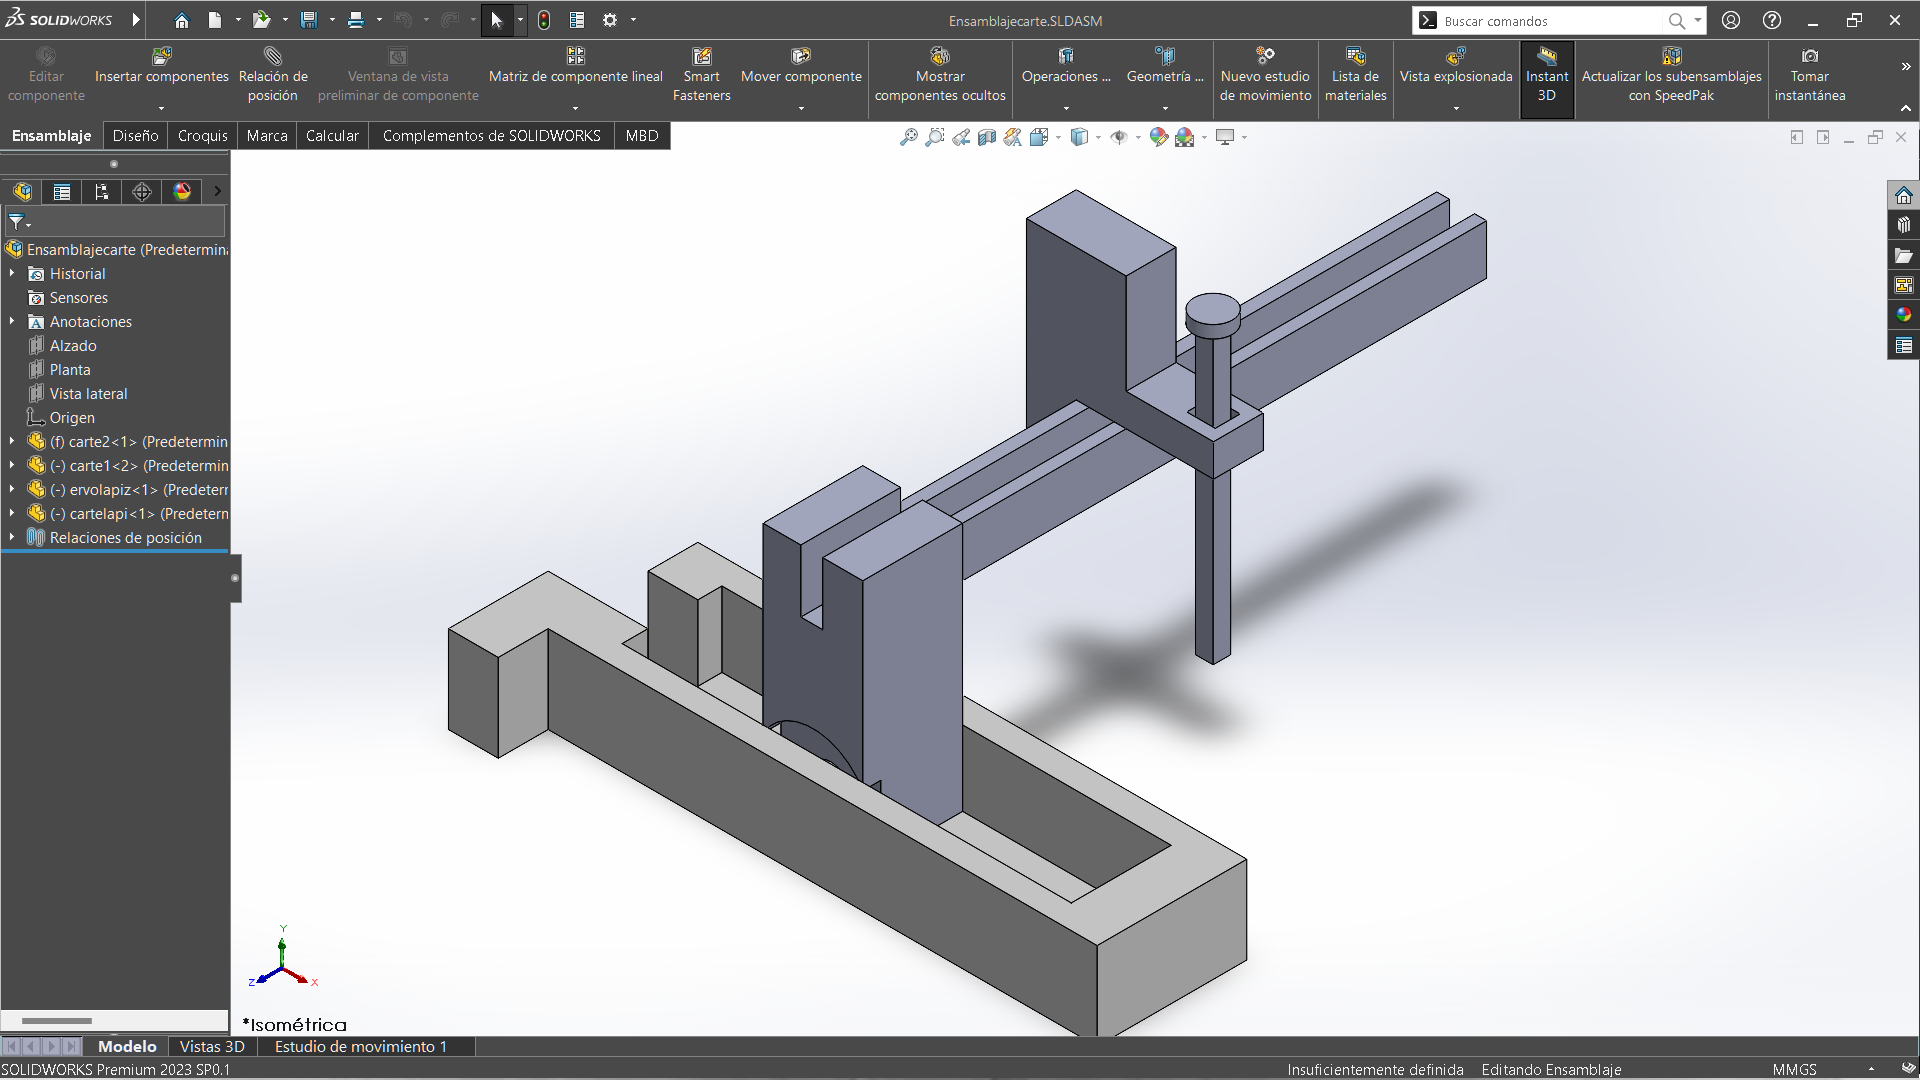 SOLIDWORKS
Ensamblajecarte.SLDASM
Buscar comandos
Editar componente
Insertar componentes
Relación de posición
Ventana de vista preliminar de componente
Matriz de componente lineal
Smart Fasteners
Mover componente
Mostrar componentes ocultos
Operaciones ...
Geometría ...
Nuevo estudio de movimiento
Lista de materiales
Vista explosionada
Instant 3D
Actualizar los subensamblajes con SpeedPak
Tomar instantánea
Ensamblaje
Diseño
Croquis
Marca
Calcular
Complementos de SOLIDWORKS
MBD
Ensamblajecarte (Predetermin
Historial
Sensores
Anotaciones
Alzado
Planta
Vista lateral
Origen
(f) carte2<1> (Predetermin
(-) carte1<2> (Predetermin
(-) ervolapiz<1> (Predeter
(-) cartelapi<1> (Predetern
Relaciones de posición
Y
Z
X
*Isométrica
Modelo
Vistas 3D
Estudio de movimiento 1
SOLIDWORKS Premium 2023 SP0.1
Insuficientemente definida
Editando Ensamblaje
MMGS